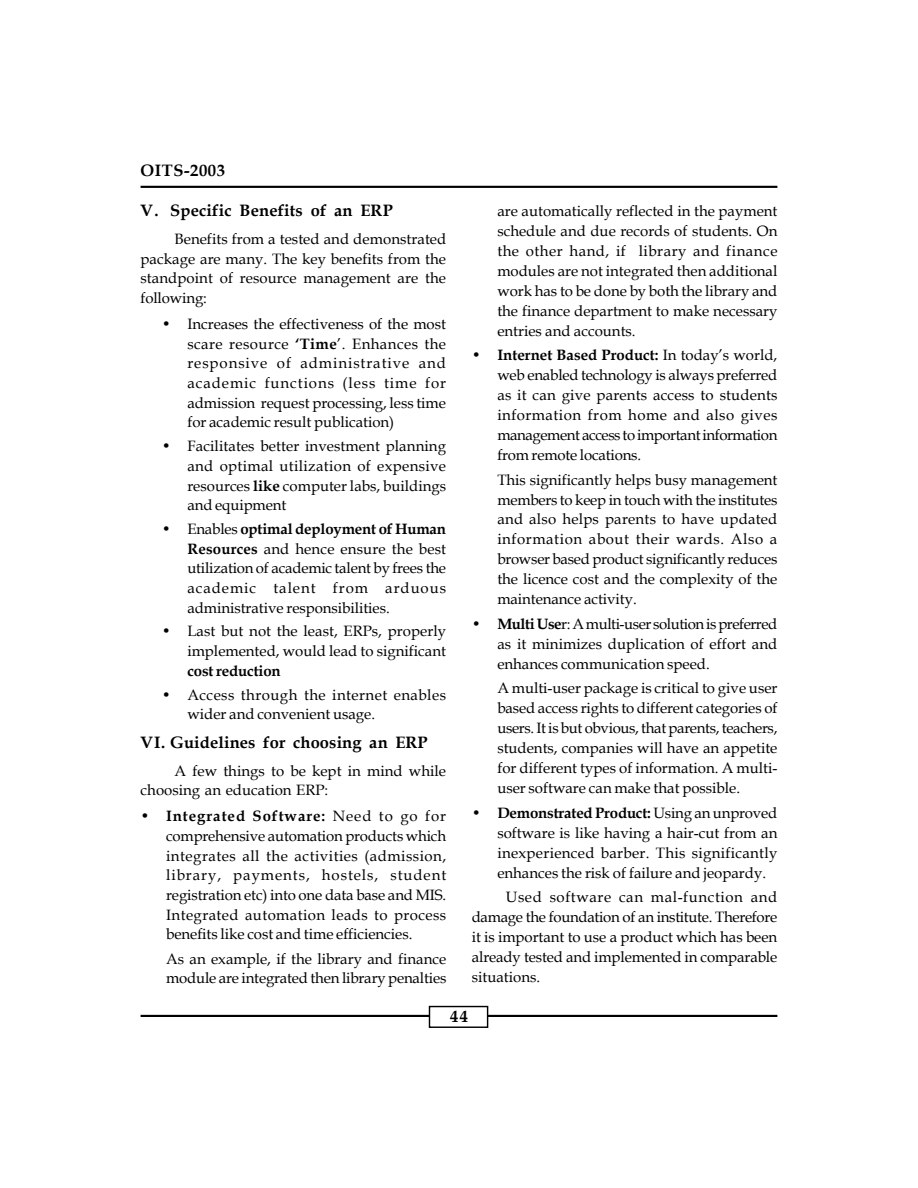 OITS-2003
V. Specific Benefits of an ERP
Benefits from a tested and demonstrated
package are many. The key benefits from the
standpoint of resource management are the
following:
• Increases the effectiveness of the most
scare resource ‘Time’. Enhances the
responsive of administrative and
academic functions (less time for
admission request processing, less time
for academic result publication)
• Facilitates better investment planning
and optimal utilization of expensive
resources like computer labs, buildings
and equipment
• Enables optimal deployment of Human
Resources and hence ensure the best
utilization of academic talent by frees the
academic talent from arduous
administrative responsibilities.
• Last but not the least, ERPs, properly
implemented, would lead to significant
cost reduction
• Access through the internet enables
wider and convenient usage.
VI. Guidelines for choosing an ERP
A few things to be kept in mind while
choosing an education ERP:
• Integrated Software: Need to go for
comprehensive automation products which
integrates all the activities (admission,
library, payments, hostels, student
registration etc) into one data base and MIS.
Integrated automation leads to process
benefits like cost and time efficiencies.
As an example, if the library and finance
module are integrated then library penalties
are automatically reflected in the payment
schedule and due records of students. On
the other hand, if library and finance
modules are not integrated then additional
work has to be done by both the library and
the finance department to make necessary
entries and accounts.
• Internet Based Product: In today’s world,
web enabled technology is always preferred
as it can give parents access to students
information from home and also gives
management access to important information
from remote locations.
This significantly helps busy management
members to keep in touch with the institutes
and also helps parents to have updated
information about their wards. Also a
browser based product significantly reduces
the licence cost and the complexity of the
maintenance activity.
• Multi User: A multi-user solution is preferred
as it minimizes duplication of effort and
enhances communication speed.
A multi-user package is critical to give user
based access rights to different categories of
users. It is but obvious, that parents, teachers,
students, companies will have an appetite
for different types of information. A multi-
user software can make that possible.
• Demonstrated Product: Using an unproved
software is like having a hair-cut from an
inexperienced barber. This significantly
enhances the risk of failure and jeopardy.
Used software can mal-function and
damage the foundation of an institute. Therefore
it is important to use a product which has been
already tested and implemented in comparable
situations.
44